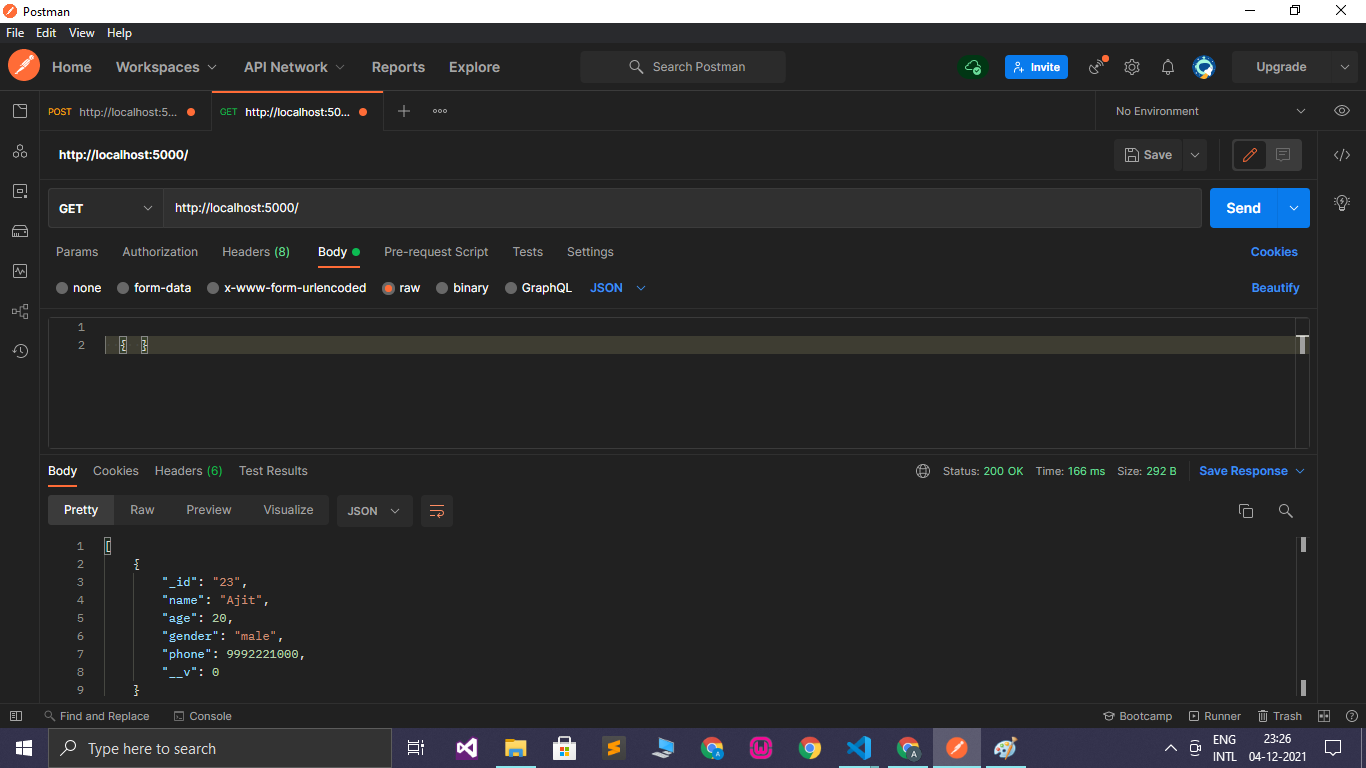 Postman
File Edit View Help
Home Workspaces API Network Reports Explore Search Postman Invite Upgrade
POST http://localhost:5... GET http://localhost:50... No Environment
http://localhost:5000/ Save
GET http://localhost:5000/ Send
Params Authorization Headers (8) Body Pre-request Script Tests Settings Cookies
none form-data x-www-form-urlencoded raw binary GraphQL JSON Beautify
1
2 { }
Body Cookies Headers (6) Test Results Status: 200 OK Time: 166 ms Size: 292 B Save Response
Pretty Raw Preview Visualize JSON
1 [
2 {
3 "_id": "23",
4 "name": "Ajit",
5 "age": 20,
6 "gender": "male",
7 "phone": 9992221000,
8 "__v": 0
9 }
Find and Replace Console Bootcamp Runner Trash
Type here to search A ENG 23:26
INTL 04-12-2021